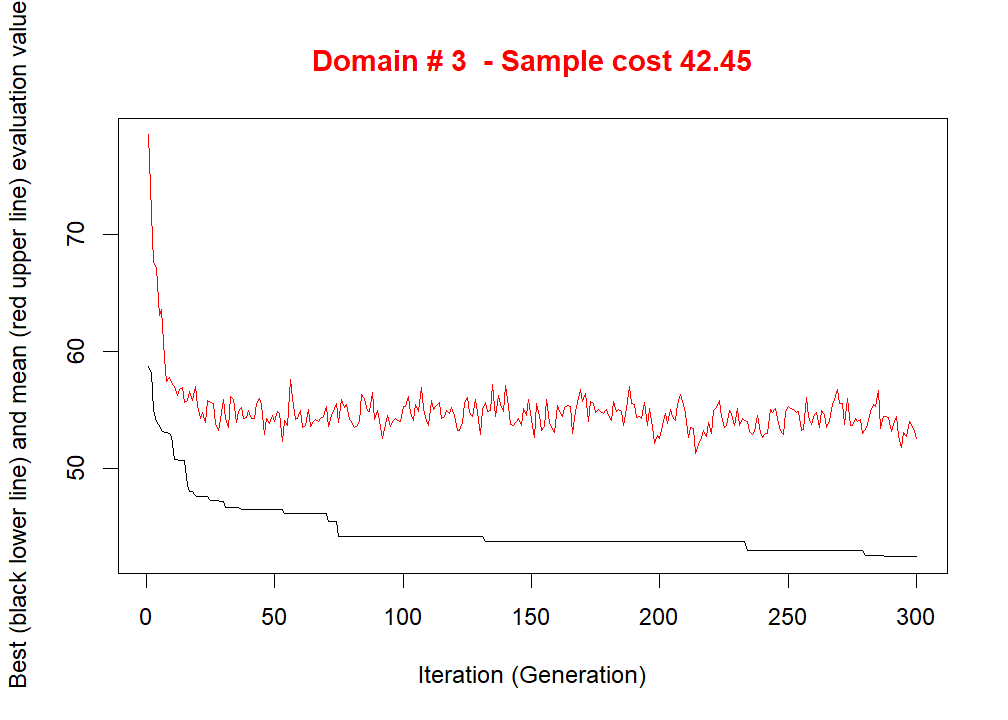 Domain # 3  - Sample cost 42.45
Best (black lower line) and mean (red upper line) evaluation value
70
60
50
0 50 100 150 200 250 300
Iteration (Generation)